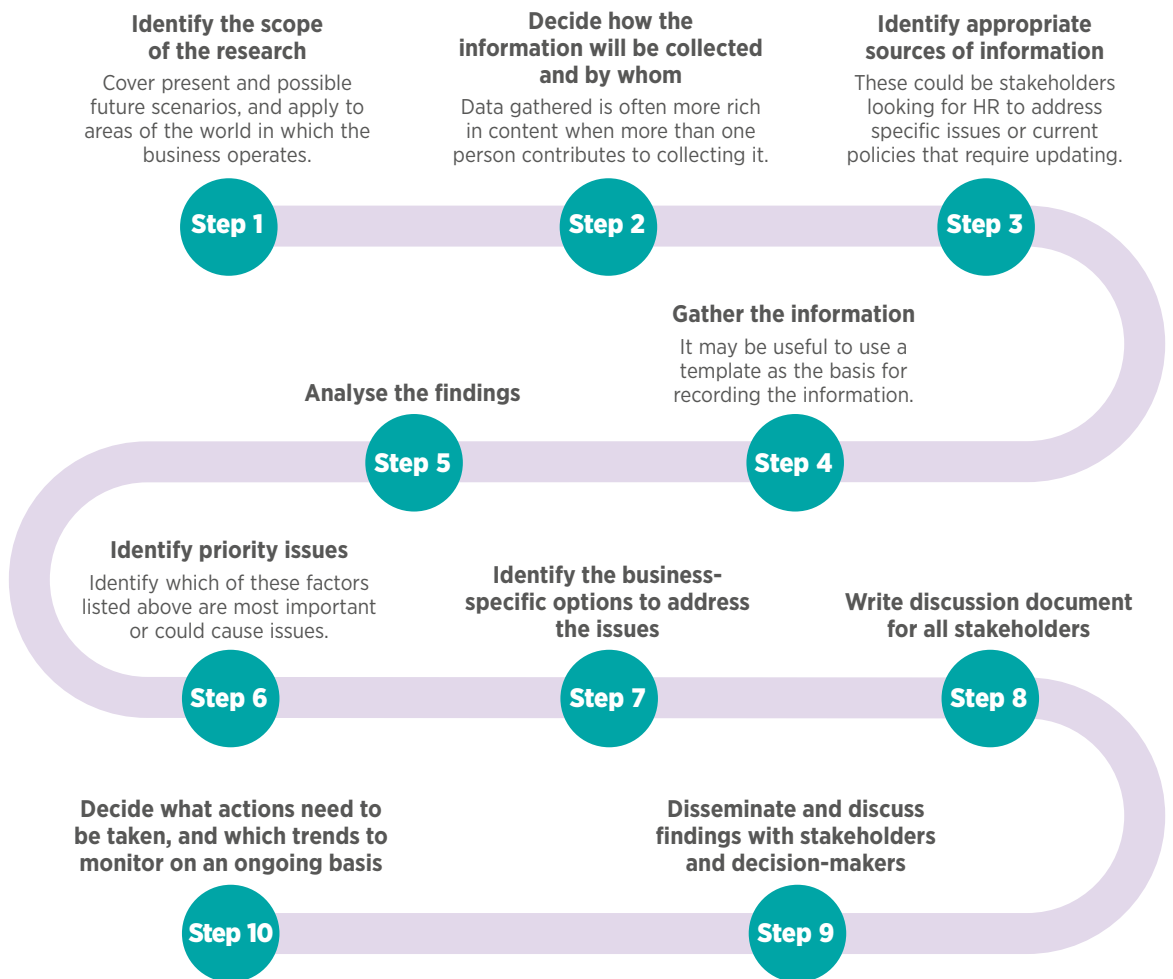 Identify the scope
of the research
Cover present and possible
future scenarios, and apply to
areas of the world in which the
business operates.
Step 1
Decide how the
information will be collected
and by whom
Data gathered is often more rich
in content when more than one
person contributes to collecting it.
Step 2
Identify appropriate
sources of information
These could be stakeholders
looking for HR to address
specific issues or current
policies that require updating.
Step 3
Gather the information
It may be useful to use a
template as the basis for
recording the information.
Step 4
Analyse the findings
Step 5
Identify priority issues
Identify which of these factors
listed above are most important
or could cause issues.
Step 6
Identify the business-
specific options to address
the issues
Step 7
Write discussion document
for all stakeholders
Step 8
Disseminate and discuss
findings with stakeholders
and decision-makers
Step 9
Decide what actions need to
be taken, and which trends to
monitor on an ongoing basis
Step 10